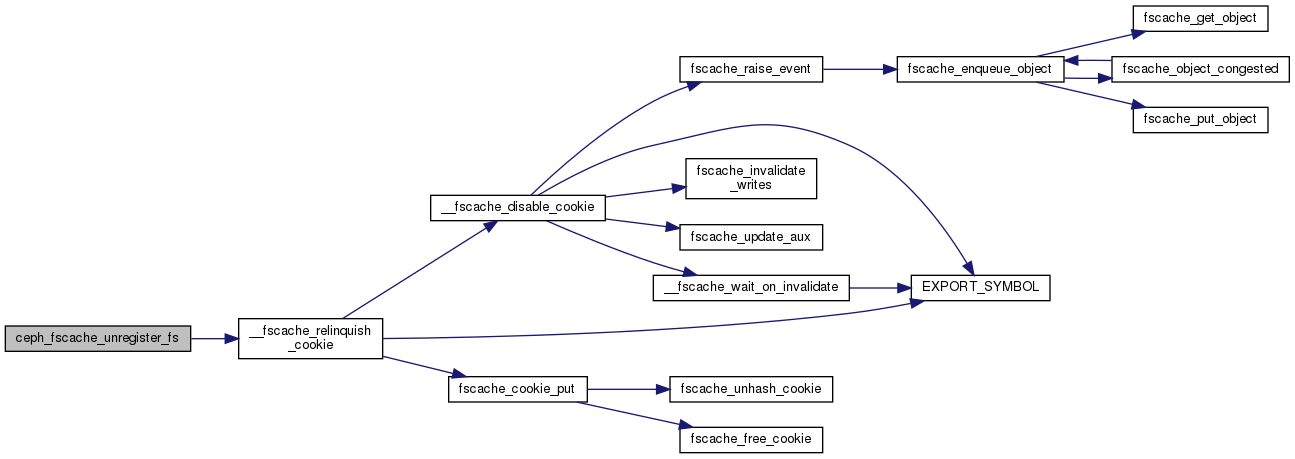 fscache_get_object
fscache_raise_event
fscache_enqueue_object
fscache_object_congested
fscache_put_object
fscache_invalidate
_writes
__fscache_disable_cookie
fscache_update_aux
__fscache_wait_on_invalidate
EXPORT_SYMBOL
ceph_fscache_unregister_fs
__fscache_relinquish
_cookie
fscache_cookie_put
fscache_unhash_cookie
fscache_free_cookie